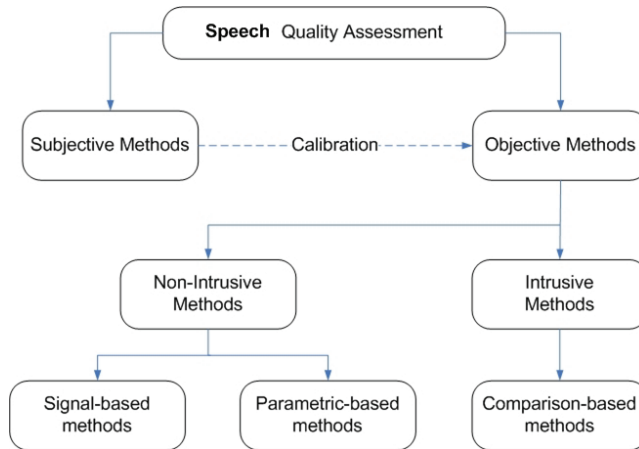 Speech Quality Assessment
Subjective Methods
Calibration
Objective Methods
Non-Intrusive
Methods
Intrusive
Methods
Signal-based
methods
Parametric-based
methods
Comparison-based
methods